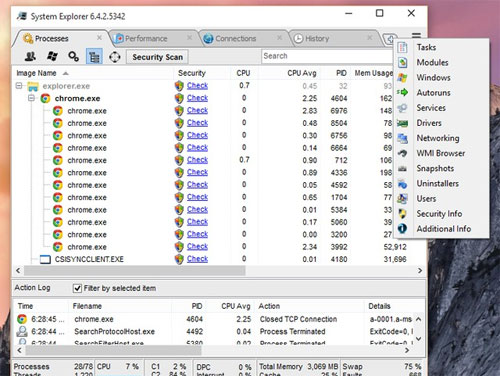 System Explorer 6.4.2.5342
Processes Performance Connections History
Security Scan Search
Image Name Security CPU CPU Avg PID Mem Usage
explorer.exe Check 0.7 0.45 32 93
chrome.exe Check 0 2.25 4604 162
chrome.exe Check 0 2.83 6976 148
chrome.exe Check 0 0.48 8504 78
chrome.exe Check 0 0.30 6756 98
chrome.exe Check 0 0.14 6664 69
chrome.exe Check 0.7 0.90 712 106
chrome.exe Check 0 0.89 4336 198
chrome.exe Check 0 0.05 4592 58
chrome.exe Check 0 0.65 1704 77
chrome.exe Check 0 0.01 5384 33
chrome.exe Check 0 0.17 5060 39
chrome.exe Check 0 0.00 3200 27
chrome.exe Check 0 2.34 3992 52,912
CSISYNCCLIENT.EXE Check 0 0.01 4180 31,696
Tasks
Modules
Windows
Autoruns
Services
Drivers
Networking
WMI Browser
Snapshots
Uninstallers
Users
Security Info
Additional Info
Action Log Filter by selected item
Time Filename PID CPU Avg Action Details
6:28:45 ... chrome.exe 4604 2.25 Closed TCP Connection a-0001.a-ms
6:28:44 ... SearchProtocolHost.exe 4492 0.04 Process Terminated ExitCode=0,
6:28:44 SearchFilterHost.exe 5380 0.00 Process Terminated ExitCode=0,
Processes 28/78 CPU 7% C1 2 % DPC 0 % Total Memory 3,069 MB Swap 75%
Threads 1,220 C2 84 % Interrupt 0 % Cache 25 % Faults 668